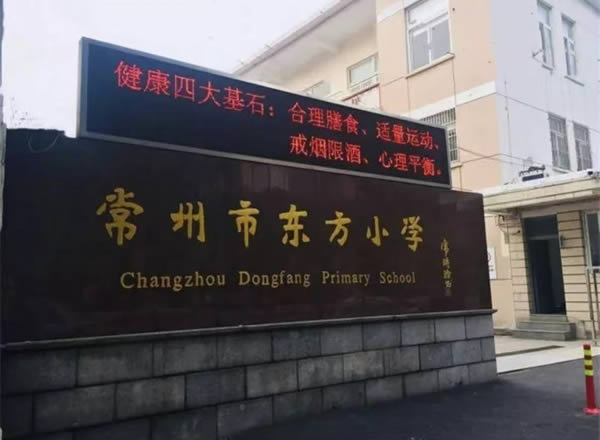 健康四大基石：合理膳食、适量运动、
戒烟限酒、心理平衡。
常州市东方小学
Changzhou Dongfang Primary School